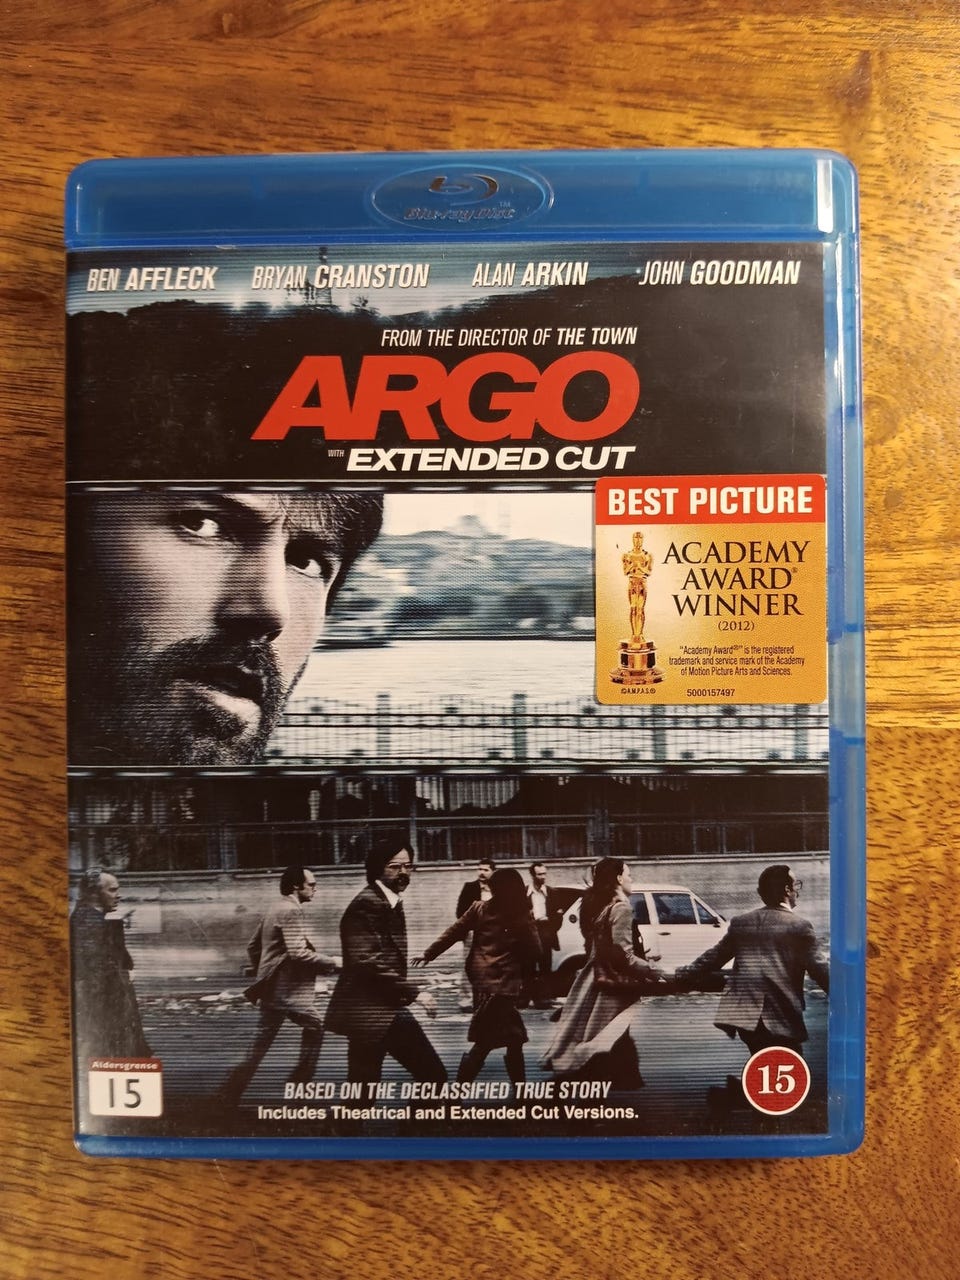 Blu-ray Disc™
BEN AFFLECK BRYAN CRANSTON ALAN ARKIN JOHN GOODMAN
FROM THE DIRECTOR OF THE TOWN
ARGO
WITH EXTENDED CUT
BEST PICTURE
ACADEMY
AWARD®
WINNER
(2012)
"Academy Award®" is the registered
trademark and service mark of the Academy
of Motion Picture Arts and Sciences.
©A.M.P.A.S.® 5000157497
Aldersgrense
15
BASED ON THE DECLASSIFIED TRUE STORY
Includes Theatrical and Extended Cut Versions.
15